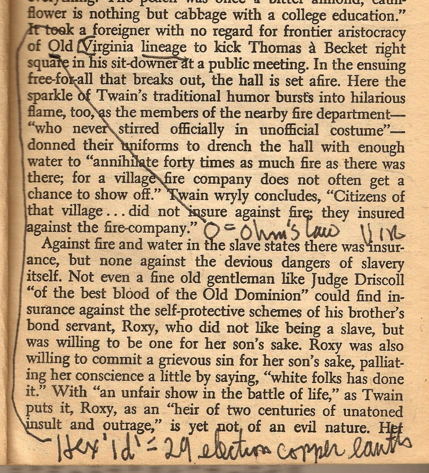 everything. The peach was once a bitter almond; cauli-
flower is nothing but cabbage with a college education."
It took a foreigner with no regard for frontier aristocracy
of Old Virginia lineage to kick Thomas à Becket right
square in his sit-downer at a public meeting. In the ensuing
free-for-all that breaks out, the hall is set afire. Here the
sparkle of Twain's traditional humor bursts into hilarious
flame, too, as the members of the nearby fire department—
"who never stirred officially in unofficial costume"—
donned their uniforms to drench the hall with enough
water to "annihilate forty times as much fire as there was
there; for a village fire company does not often get a
chance to show off." Twain wryly concludes, "Citizens of
that village . . . did not insure against fire; they insured
against the fire-company." O=ohm's law
Against fire and water in the slave states there was insur-
ance, but none against the devious dangers of slavery
itself. Not even a fine old gentleman like Judge Driscoll
"of the best blood of the Old Dominion" could find in-
surance against the self-protective schemes of his brother's
bond servant, Roxy, who did not like being a slave, but
was willing to be one for her son's sake. Roxy was also
willing to commit a grievous sin for her son's sake, palliat-
ing her conscience a little by saying, "white folks has done
it." With "an unfair show in the battle of life," as Twain
puts it, Roxy, as an "heir of two centuries of unatoned
insult and outrage," is yet not of an evil nature. Her
Hex '1d' = 29 electron copper earths